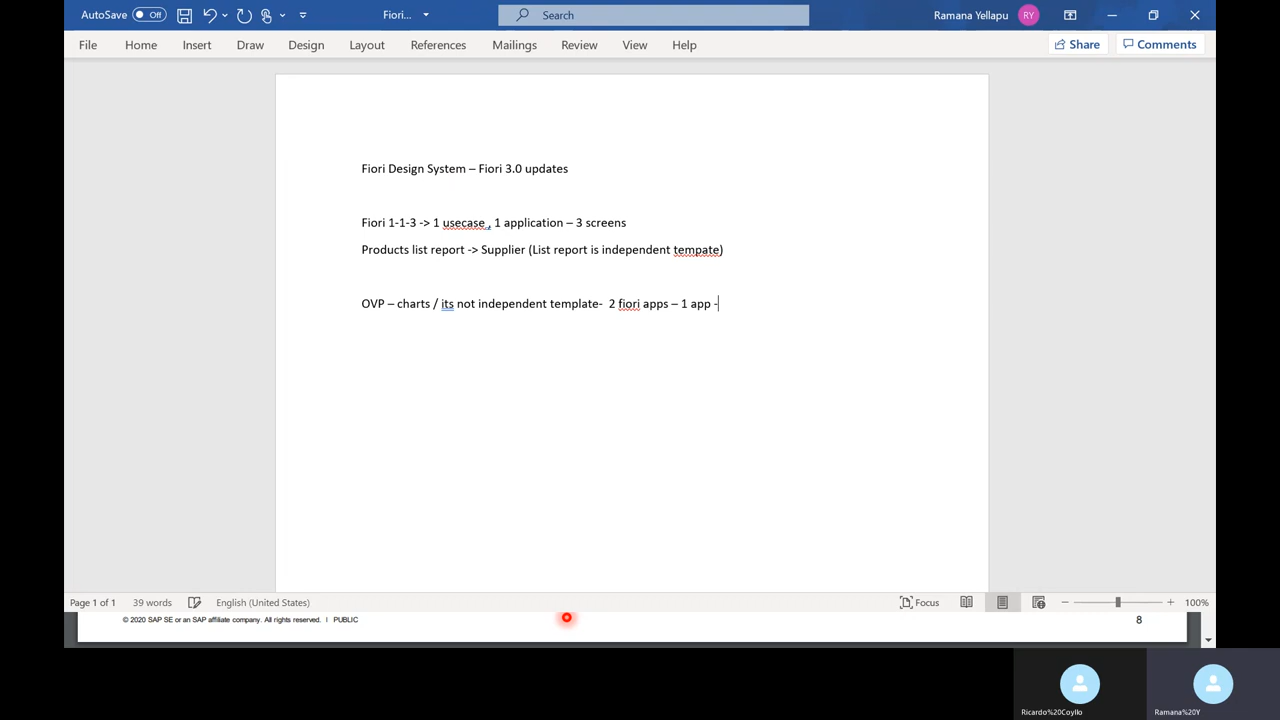 AutoSave Off Fiori... Search Ramana Yellapu RY
File Home Insert Draw Design Layout References Mailings Review View Help Share Comments
Fiori Design System – Fiori 3.0 updates
Fiori 1-1-3 -> 1 usecase , 1 application – 3 screens
Products list report -> Supplier (List report is independent tempate)
OVP – charts / its not independent template-  2 fiori apps – 1 app -
Page 1 of 1 39 words English (United States) Focus 100%
© 2020 SAP SE or an SAP affiliate company. All rights reserved. | PUBLIC 8
Ricardo%20Coyllo Ramana%20Y